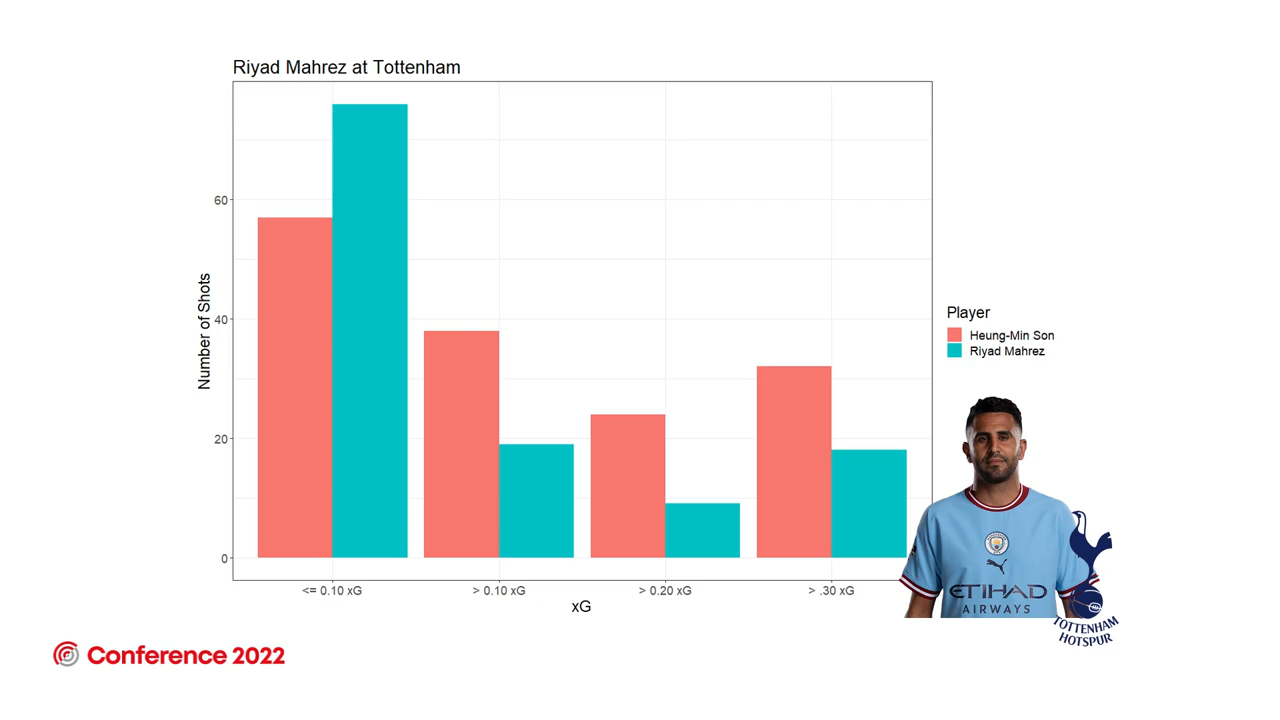 Riyad Mahrez at Tottenham
Number of Shots
60
40
20
0
<= 0.10 xG
> 0.10 xG
> 0.20 xG
> .30 xG
xG
Player
Heung-Min Son
Riyad Mahrez
ETIHAD
AIRWAYS
TOTTENHAM
HOTSPUR
Conference 2022